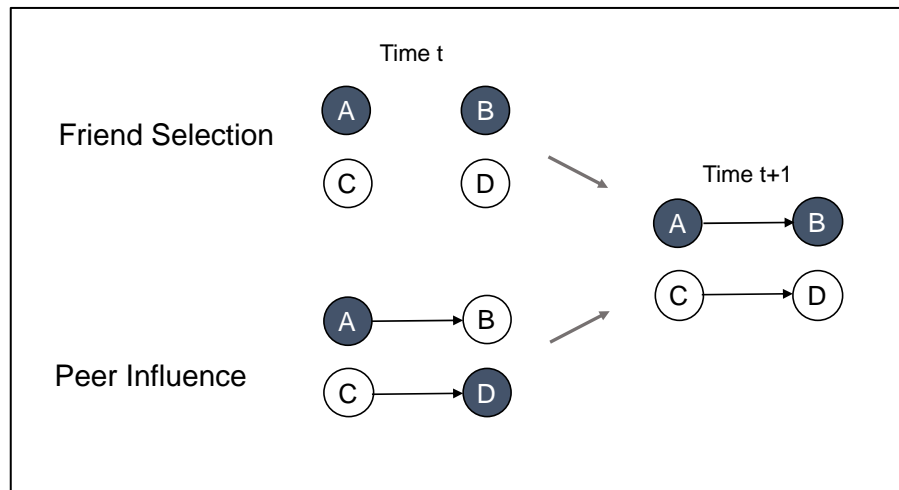 Time t
A B
Friend Selection
C D
Time t+1
A B
C D
A B
Peer Influence
C D